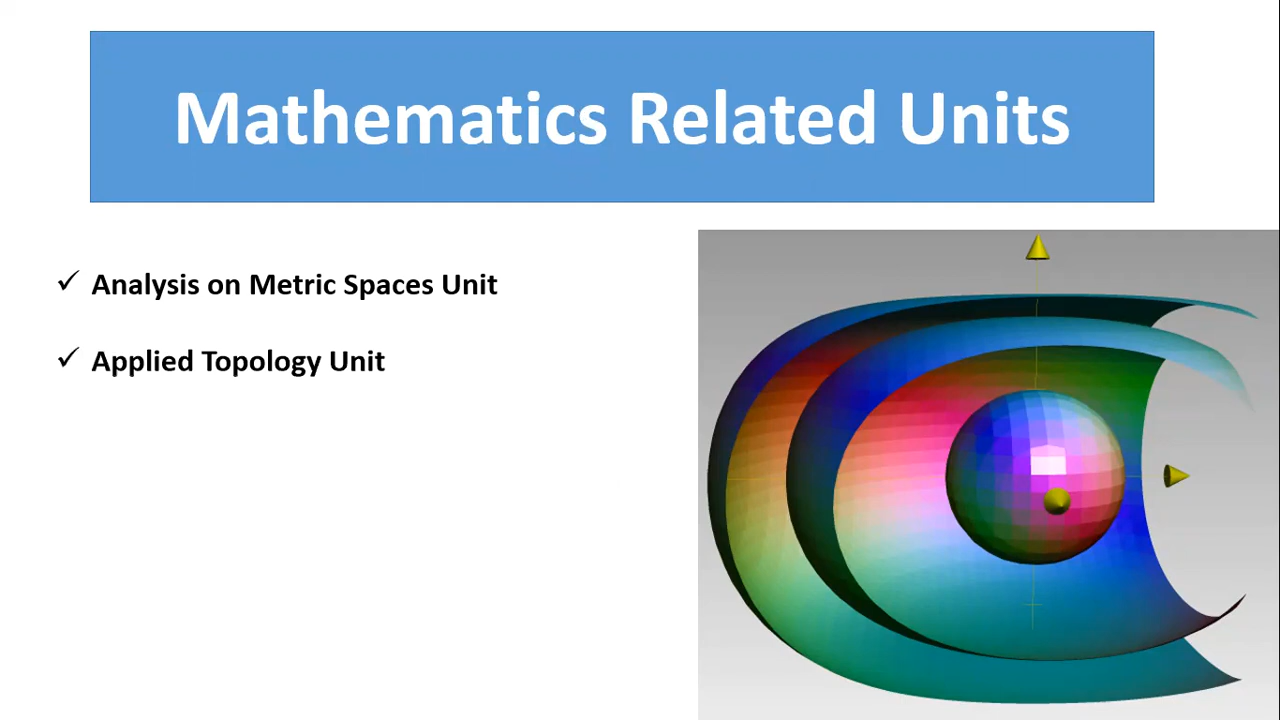 Mathematics Related Units
✓ Analysis on Metric Spaces Unit
✓ Applied Topology Unit